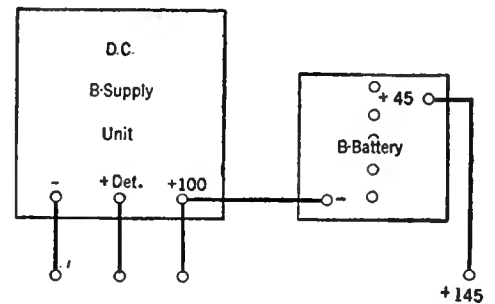 D.C.
B-Supply
Unit
- + Det. +100
+ 45
B-Battery
-
+145